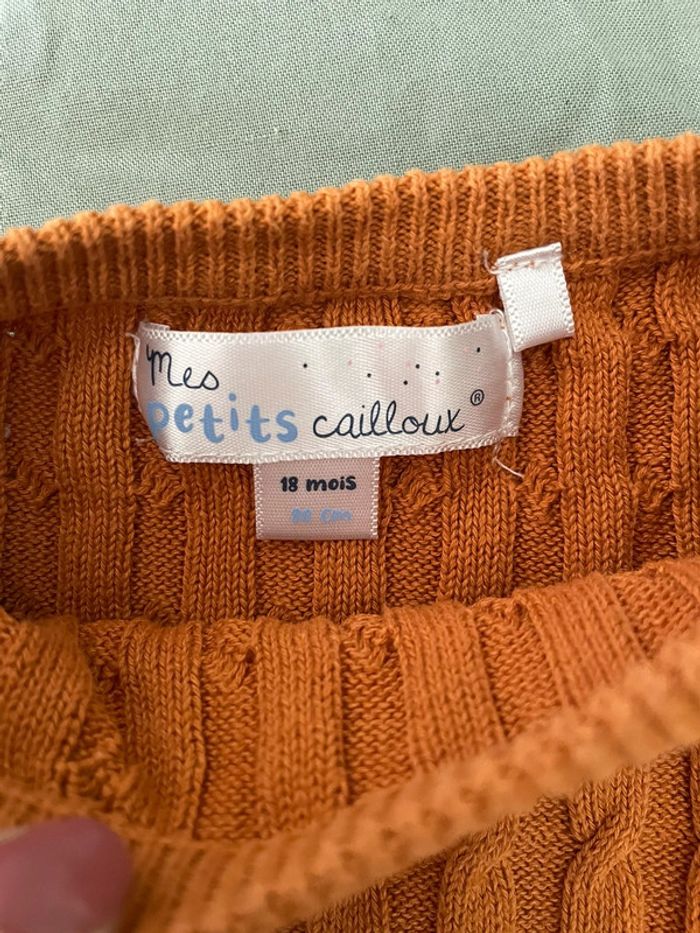 Mes
petits cailloux ®
18 mois